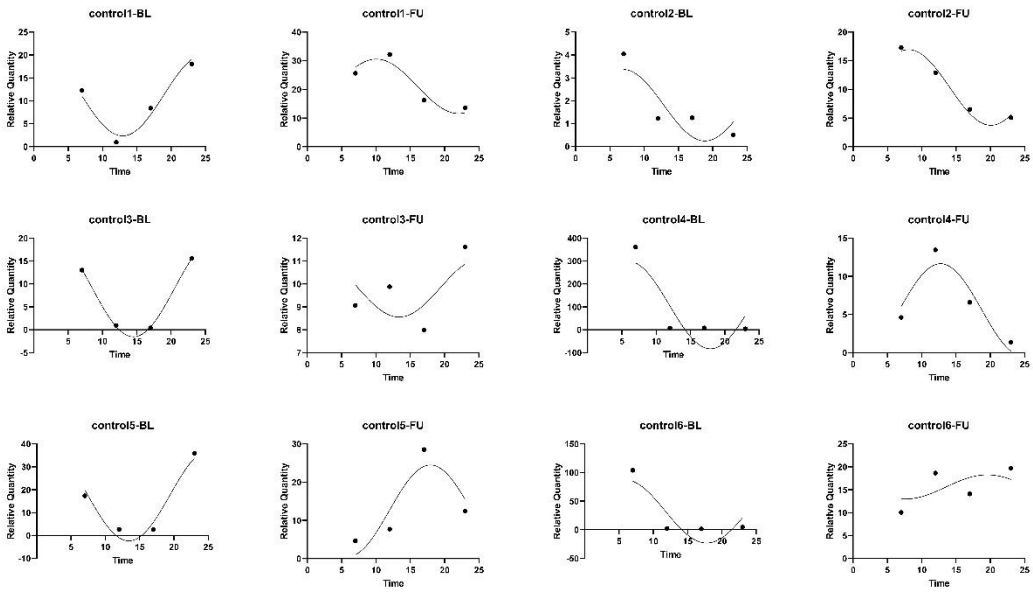 control1-BL
Relative Quantity
25
20
15
10
5
0
0 5 10 15 20 25
Time
control1-FU
Relative Quantity
40
30
20
10
0
0 5 10 15 20 25
Time
control2-BL
Relative Quantity
5
4
3
2
1
0
0 5 10 15 20 25
Time
control2-FU
Relative Quantity
20
15
10
5
0
0 5 10 15 20 25
Time
control3-BL
Relative Quantity
20
15
10
5
0
-5
5 10 15 20 25
Time
control3-FU
Relative Quantity
12
11
10
9
8
7
0 5 10 15 20 25
Time
control4-BL
Relative Quantity
400
300
200
100
0
-100
5 10 15 20 25
Time
control4-FU
Relative Quantity
15
10
5
0
0 5 10 15 20 25
Time
control5-BL
Relative Quantity
40
30
20
10
0
-10
5 10 15 20 25
Time
control5-FU
Relative Quantity
30
20
10
0
0 5 10 15 20 25
Time
control6-BL
Relative Quantity
150
100
50
0
-50
5 10 15 20 25
Time
control6-FU
Relative Quantity
25
20
15
10
5
0
0 5 10 15 20 25
Time